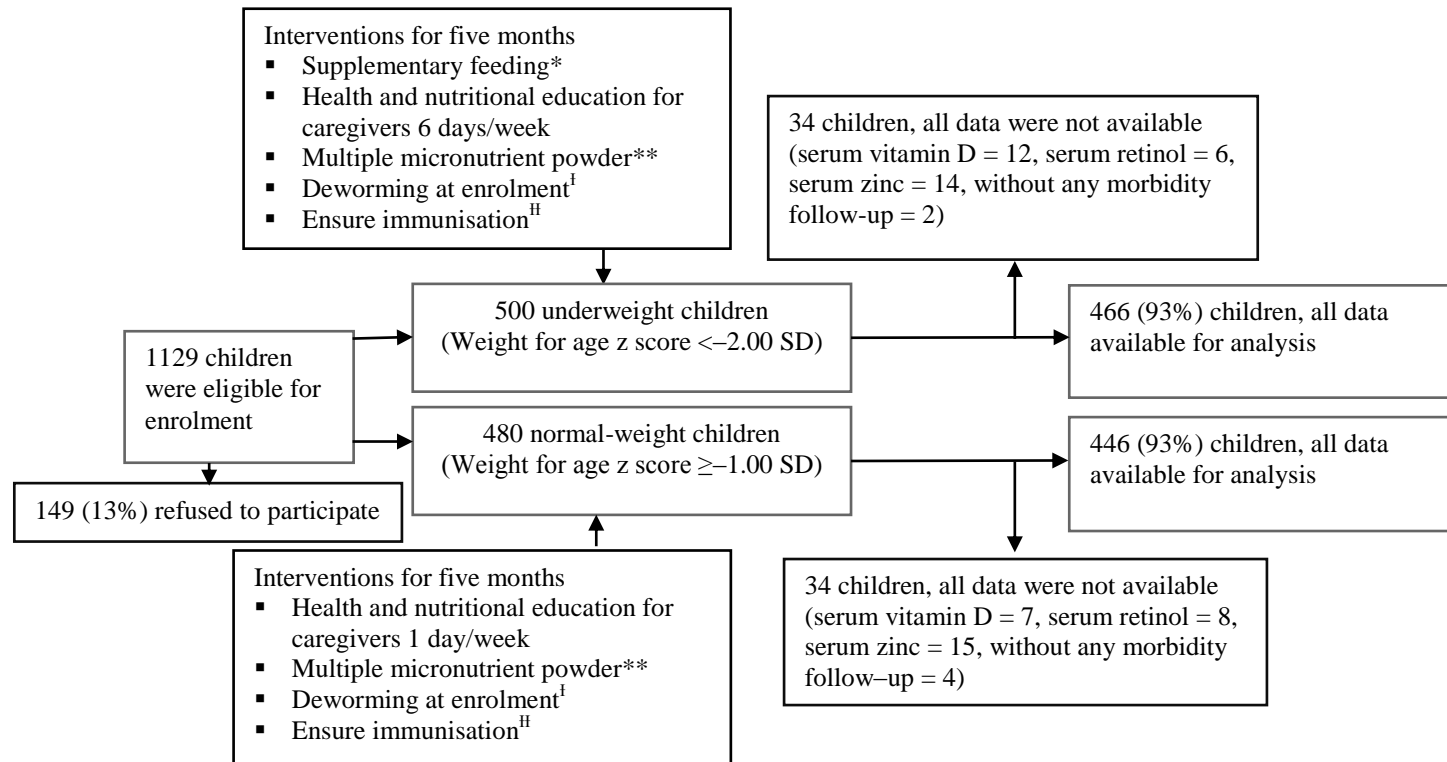 Interventions for five months
▪ Supplementary feeding*
▪ Health and nutritional education for
caregivers 6 days/week
▪ Multiple micronutrient powder**
▪ Deworming at enrolmentƗ
▪ Ensure immunisationƗƗ
34 children, all data were not available
(serum vitamin D = 12, serum retinol = 6,
serum zinc = 14, without any morbidity
follow-up = 2)
500 underweight children
(Weight for age z score <–2.00 SD)
466 (93%) children, all data
available for analysis
1129 children
were eligible for
enrolment
480 normal-weight children
(Weight for age z score ≥–1.00 SD)
446 (93%) children, all data
available for analysis
149 (13%) refused to participate
Interventions for five months
▪ Health and nutritional education for
caregivers 1 day/week
▪ Multiple micronutrient powder**
▪ Deworming at enrolmentƗ
▪ Ensure immunisationƗƗ
34 children, all data were not available
(serum vitamin D = 7, serum retinol = 8,
serum zinc = 15, without any morbidity
follow–up = 4)